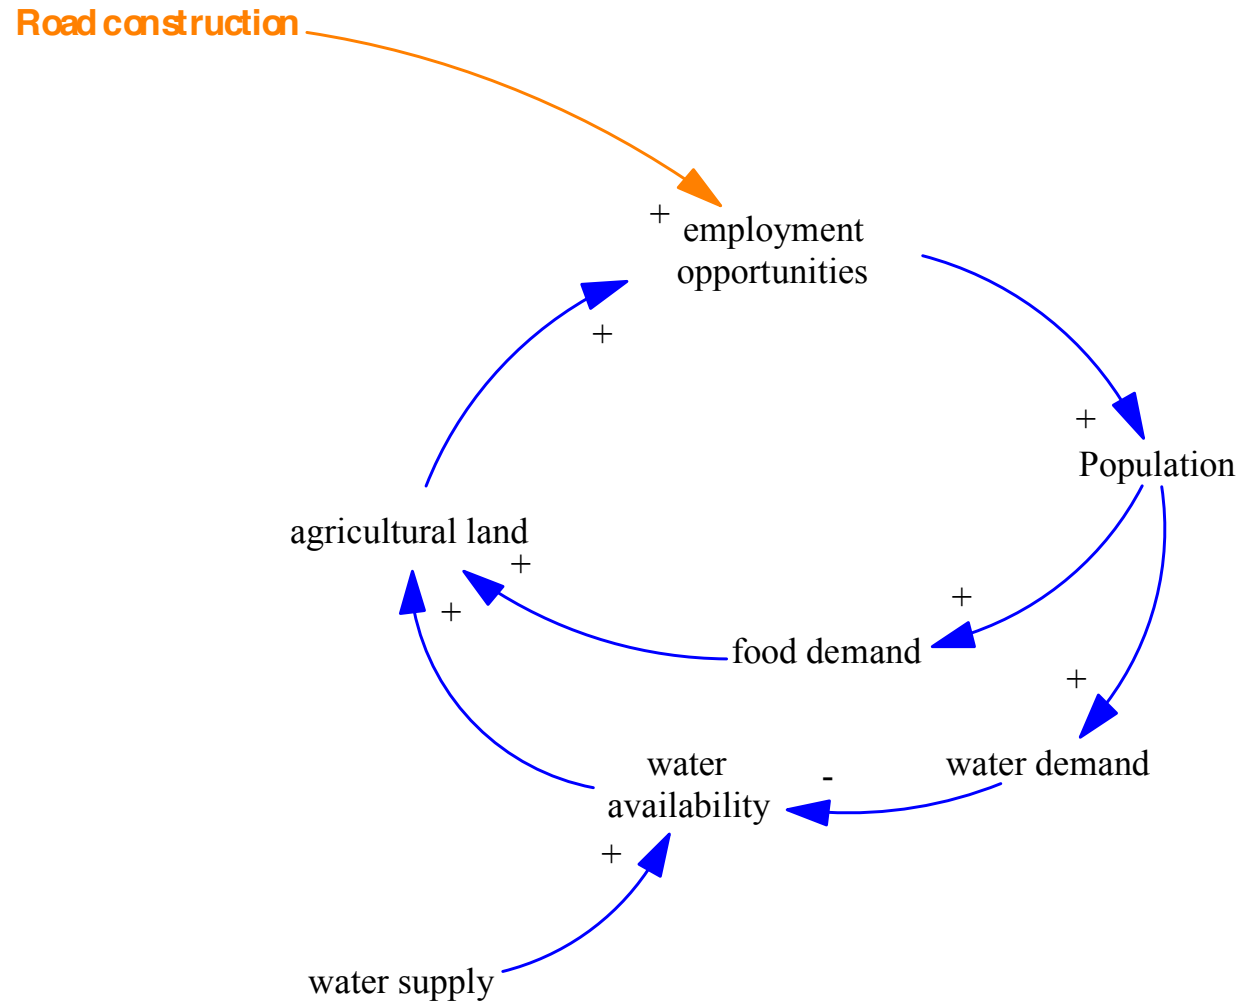 Road construction
+
employment
opportunities
+
+
Population
agricultural land
+
+
+
food demand
+
water
availability
-
water demand
+
water supply